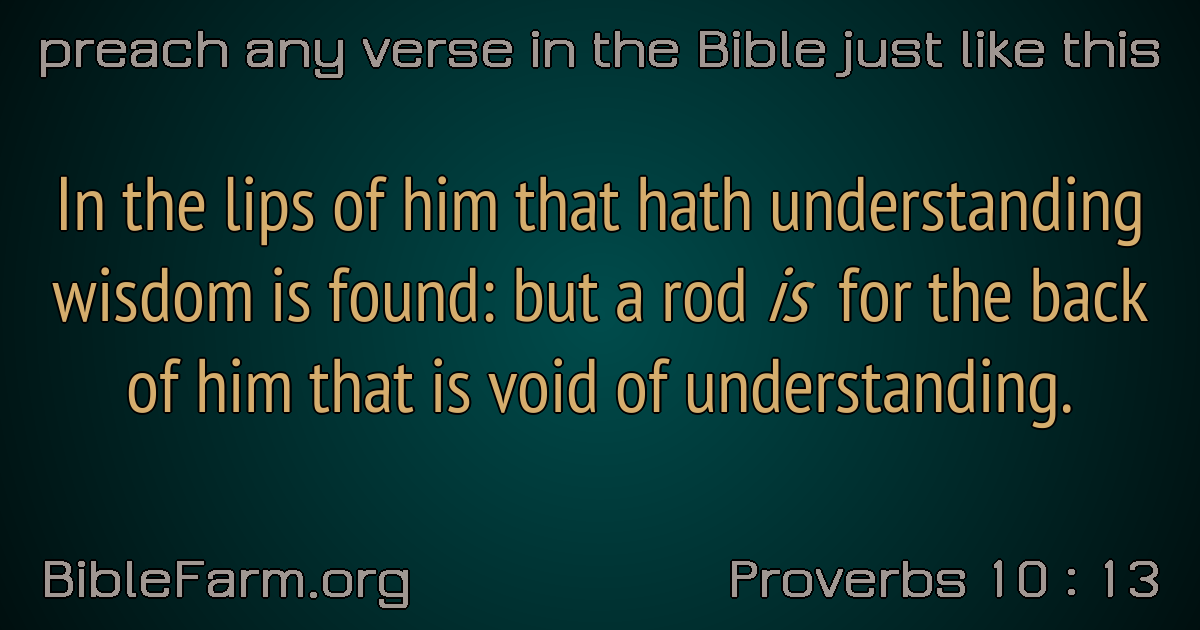 preach any verse in the Bible just like this
In the lips of him that hath understanding
wisdom is found: but a rod is for the back
of him that is void of understanding.
BibleFarm.org
Proverbs 10 : 13